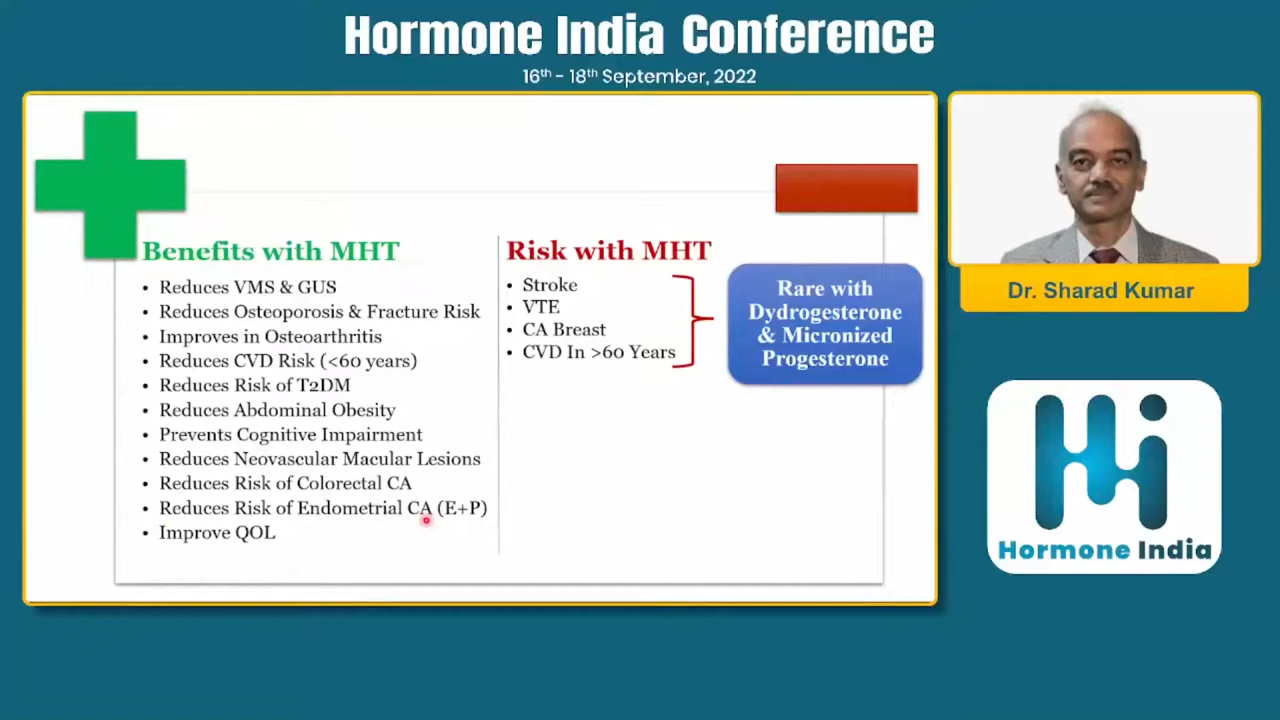 Hormone India Conference
16th - 18th September, 2022
Benefits with MHT
• Reduces VMS & GUS
• Reduces Osteoporosis & Fracture Risk
• Improves in Osteoarthritis
• Reduces CVD Risk (<60 years)
• Reduces Risk of T2DM
• Reduces Abdominal Obesity
• Prevents Cognitive Impairment
• Reduces Neovascular Macular Lesions
• Reduces Risk of Colorectal CA
• Reduces Risk of Endometrial CA (E+P)
• Improve QOL
Risk with MHT
• Stroke
• VTE
• CA Breast
• CVD In >60 Years
Rare with
Dydrogesterone
& Micronized
Progesterone
Dr. Sharad Kumar
Hi
Hormone India